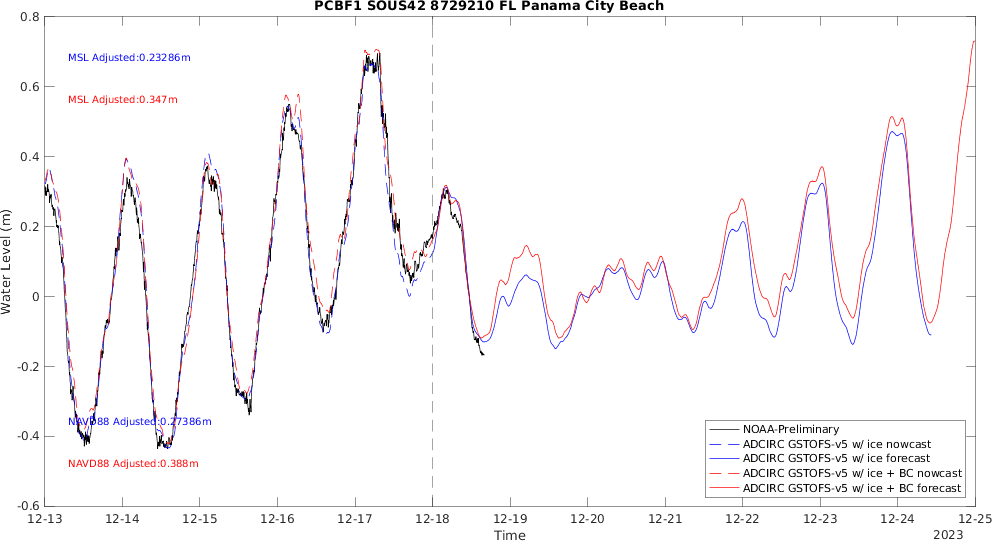 PCBF1 SOUS42 8729210 FL Panama City Beach
0.8
0.6
0.4
0.2
0
-0.2
-0.4
-0.6
Water Level (m)
MSL Adjusted:0.23286m
MSL Adjusted:0.347m
NAVD88 Adjusted:0.27386m
NAVD88 Adjusted:0.388m
NOAA-Preliminary
ADCIRC GSTOFS-v5 w/ ice nowcast
ADCIRC GSTOFS-v5 w/ ice forecast
ADCIRC GSTOFS-v5 w/ ice + BC nowcast
ADCIRC GSTOFS-v5 w/ ice + BC forecast
12-13 12-14 12-15 12-16 12-17 12-18 12-19 12-20 12-21 12-22 12-23 12-24 12-25
Time
2023